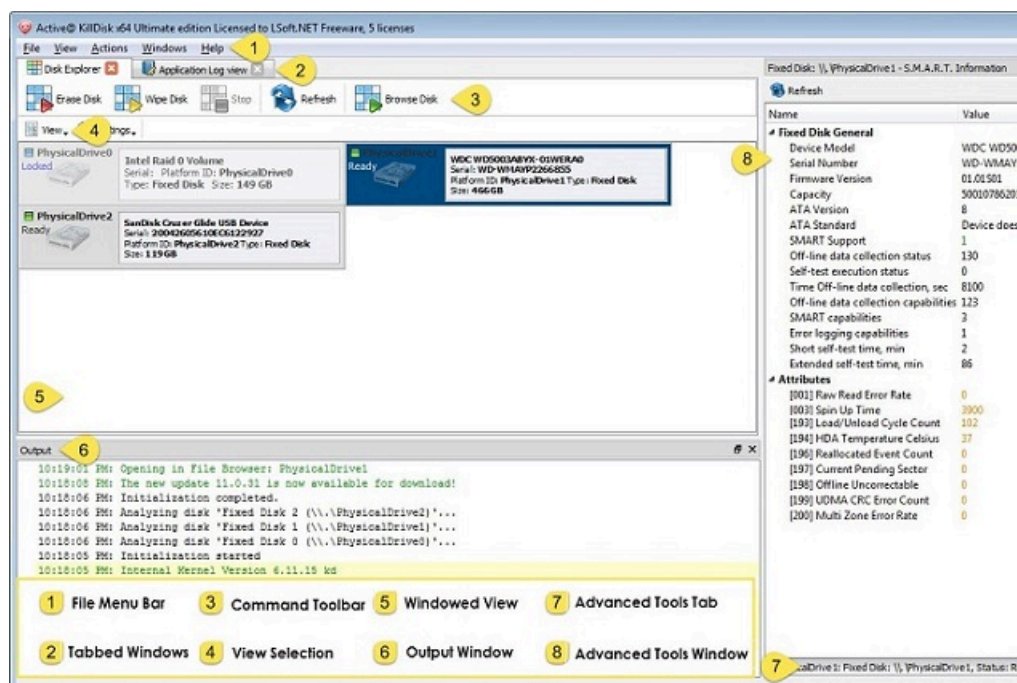 Active@ KillDisk x64 Ultimate edition Licensed to LSoft.NET Freeware, 5 licenses
File View Actions Windows Help 1
Disk Explorer Application Log view 2
Erase Disk Wipe Disk Stop Refresh Browse Disk 3
View 4
PhysicalDrive0
Locked
Intel Raid 0 Volume
Serial: Platform ID: PhysicalDrive0
Type: Fixed Disk Size: 149 GB
Ready
WDC WD5003ABYX-01WERA0
Serial: WD-WMAYP2266855
Platform ID: PhysicalDrive1 Type: Fixed Disk
Size: 466GB
PhysicalDrive2
Ready
SanDisk Cruzer Glide USB Device
Serial: 20042605610EC6122927
Platform ID: PhysicalDrive2 Type: Fixed Disk
Size: 119GB
5
Output 6
10:19:01 PM: Opening in File Browser: PhysicalDrive1
10:18:08 PM: The new update 11.0.31 is now available for download!
10:18:06 PM: Initialization completed.
10:18:06 PM: Analyzing disk "Fixed Disk 2 (\\.\PhysicalDrive2)"...
10:18:06 PM: Analyzing disk "Fixed Disk 1 (\\.\PhysicalDrive1)"...
10:18:06 PM: Analyzing disk "Fixed Disk 0 (\\.\PhysicalDrive0)"...
10:18:05 PM: Initialization started
10:18:05 PM: Internal Kernel Version 6.11.15 kd
1 File Menu Bar 3 Command Toolbar 5 Windowed View 7 Advanced Tools Tab
2 Tabbed Windows 4 View Selection 6 Output Window 8 Advanced Tools Window
Fixed Disk: \\, \PhysicalDrive1 - S.M.A.R.T. Information
Refresh
Name Value
Fixed Disk General
8
Device Model WDC WD50
Serial Number WD-WMAY
Firmware Version 01.01S01
Capacity 5001078620
ATA Version 8
ATA Standard Device does
SMART Support 1
Off-line data collection status 130
Self-test execution status 0
Time Off-line data collection, sec 8100
Off-line data collection capabilities 123
SMART capabilities 3
Error logging capabilities 1
Short self-test time, min 2
Extended self-test time, min 86
Attributes
[001] Raw Read Error Rate 0
[003] Spin Up Time 3900
[193] Load/Unload Cycle Count 102
[194] HDA Temperature Celsius 37
[196] Reallocated Event Count 0
[197] Current Pending Sector 0
[198] Offline Uncorrectable 0
[199] UDMA CRC Error Count 0
[200] Multi Zone Error Rate 0
7 calDrive1: Fixed Disk: \\, \PhysicalDrive1, Status: R